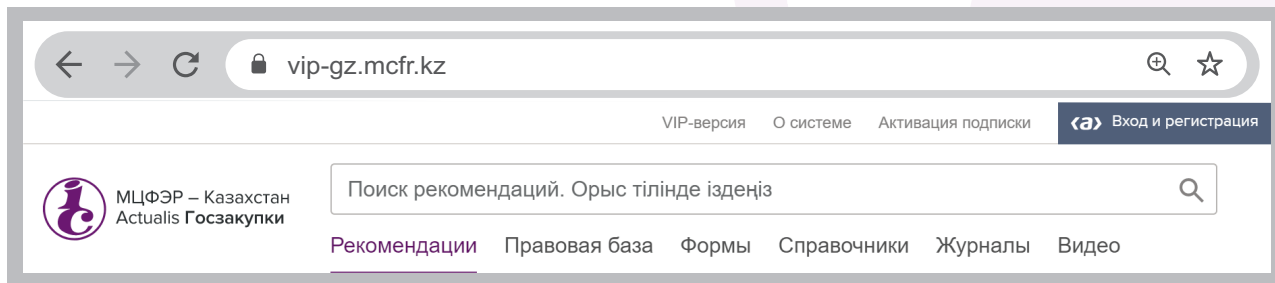 vip-gz.mcfr.kz
VIP-версия О системе Активация подписки ‹a› Вход и регистрация
МЦФЭР – Казахстан
Actualis Госзакупки
Поиск рекомендаций. Орыс тілінде іздеңіз
Рекомендации Правовая база Формы Справочники Журналы Видео